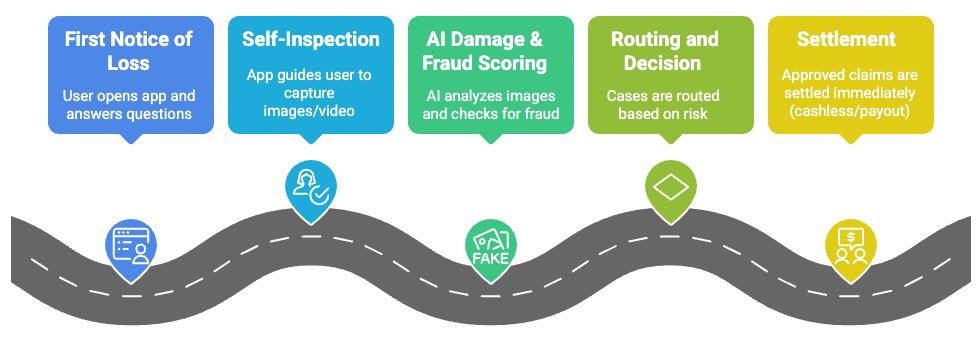 First Notice of
Loss
User opens app and
answers questions
Self-Inspection
App guides user to
capture
images/video
AI Damage &
Fraud Scoring
AI analyzes images
and checks for fraud
Routing and
Decision
Cases are routed
based on risk
Settlement
Approved claims are
settled immediately
(cashless/payout)
FAKE
$